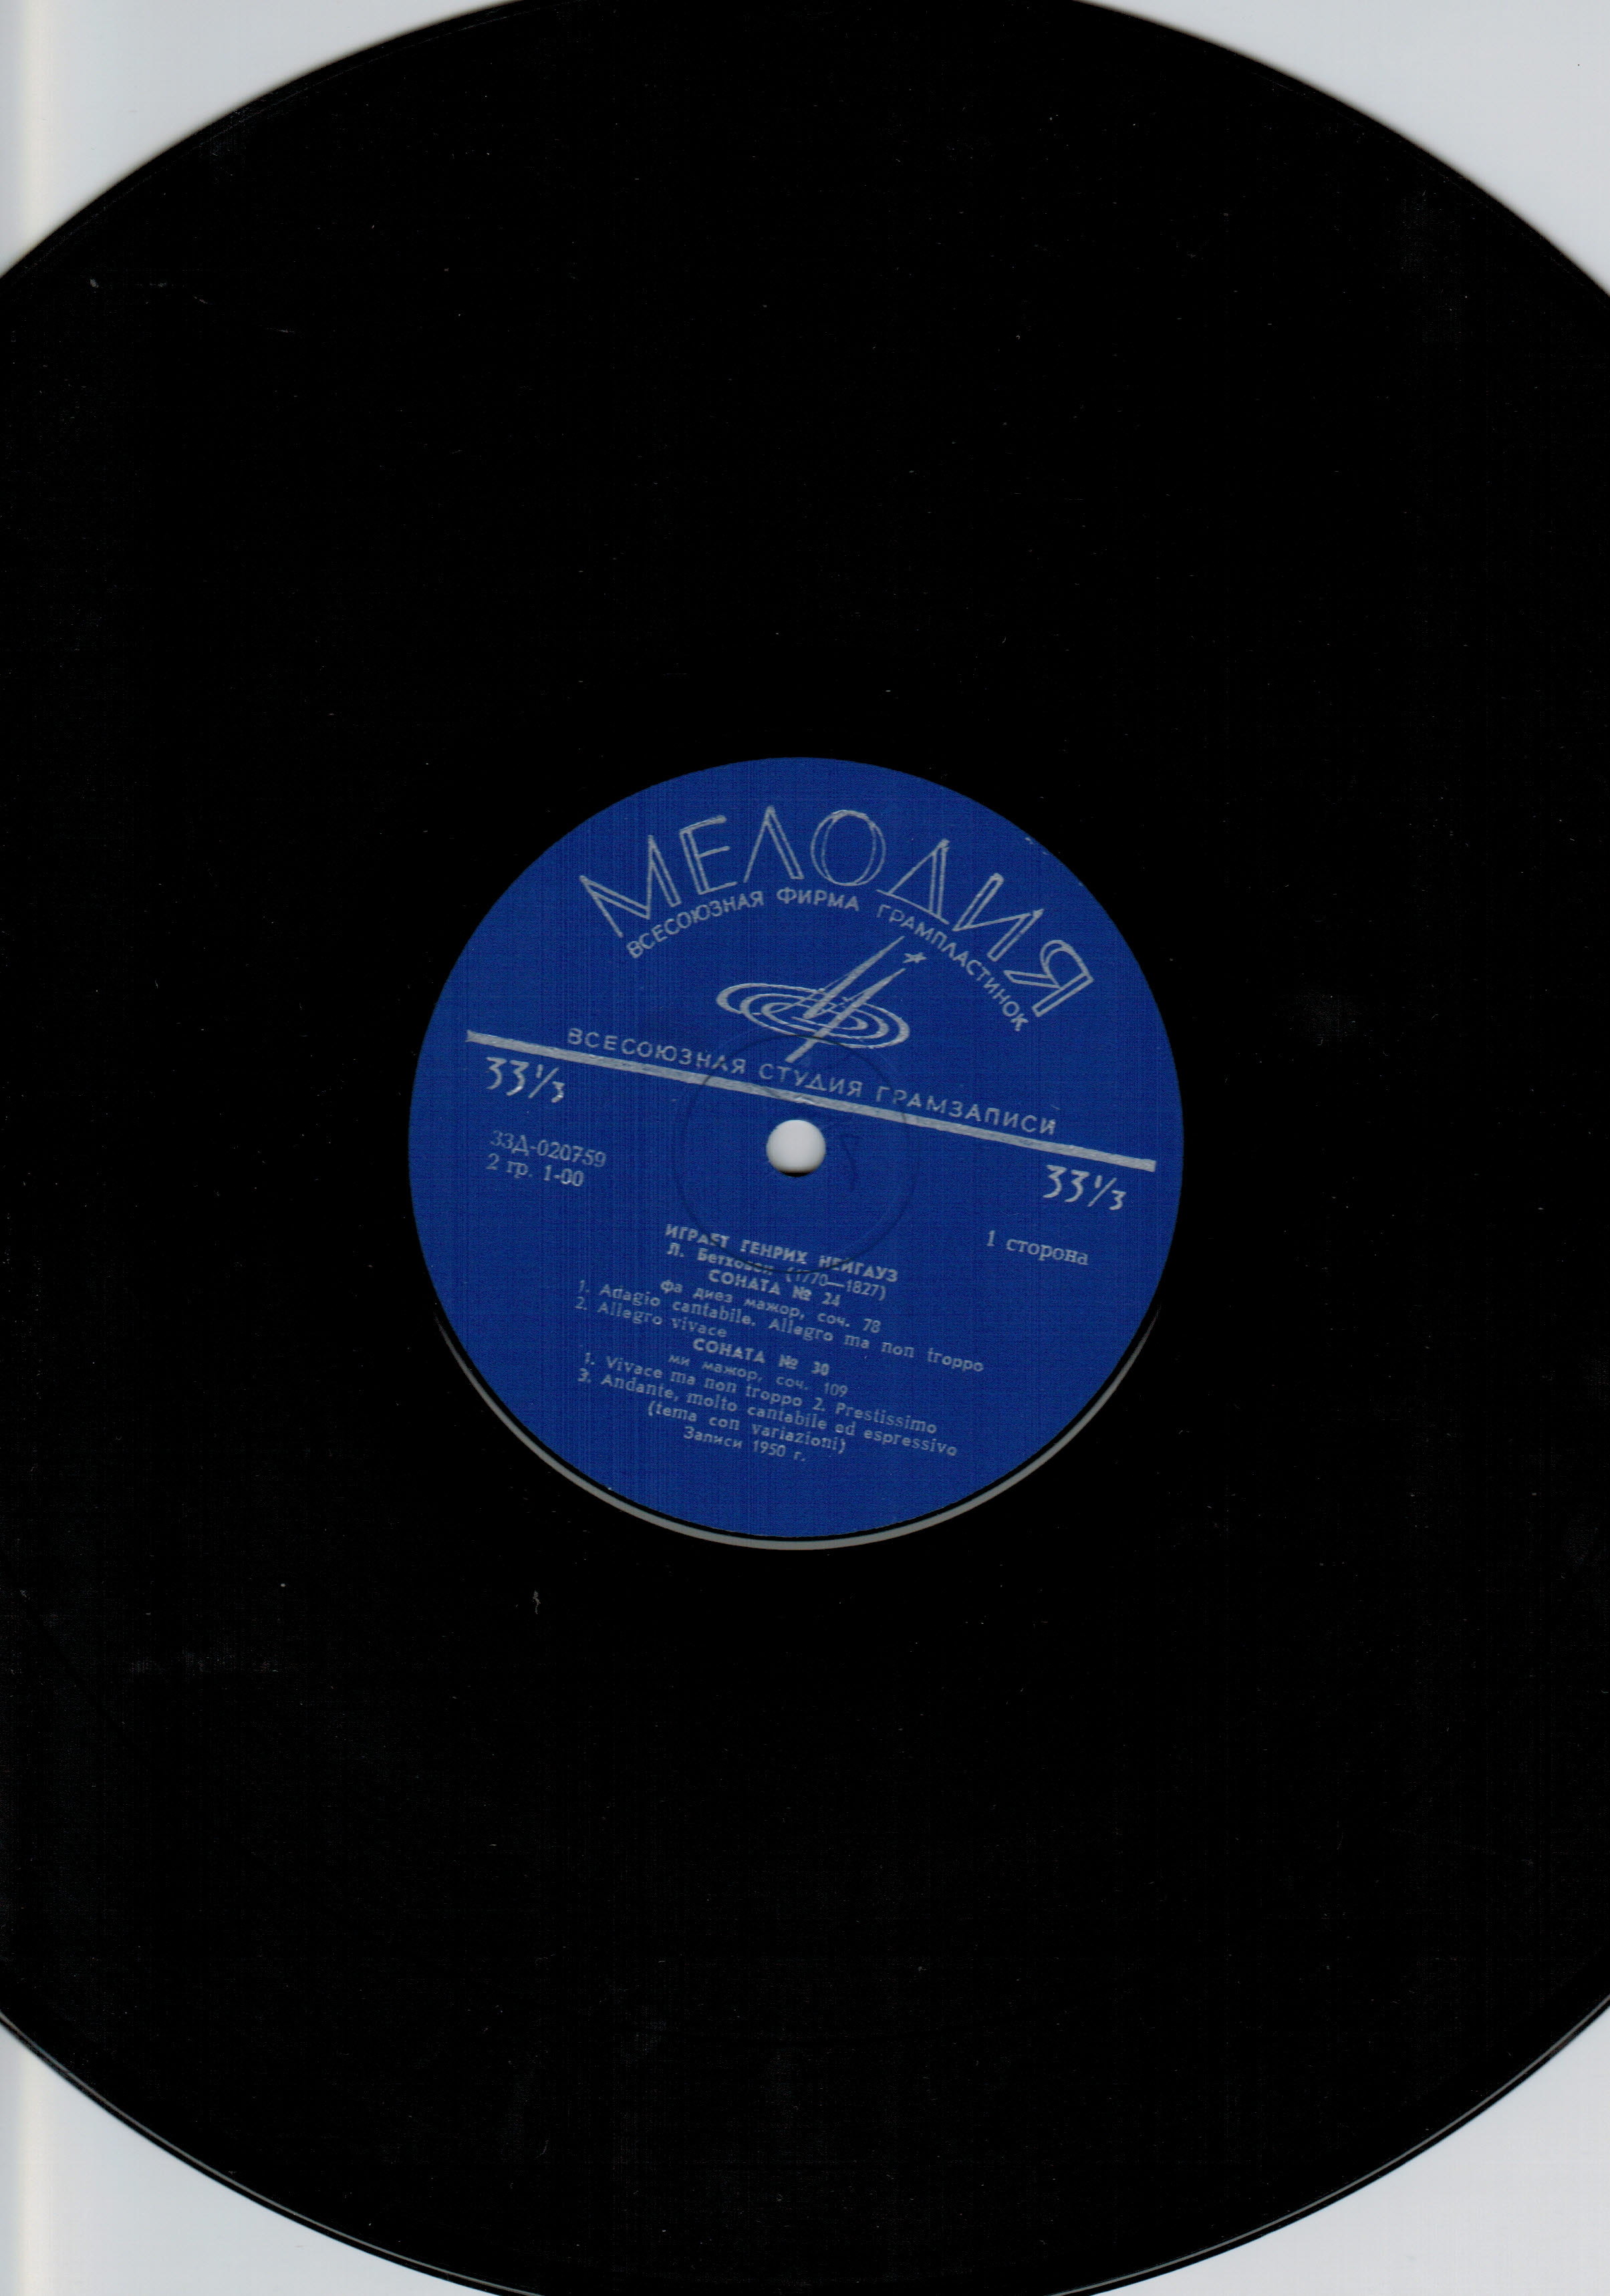 МЕЛОДИЯ
ВСЕСОЮЗНАЯ ФИРМА ГРАМПЛАСТИНОК
ВСЕСОЮЗНАЯ СТУДИЯ ГРАМЗАПИСИ
33⅓
33⅓
33Д-020759
2 гр. 1-00
1 сторона
ИГРАЕТ ГЕНРИХ НЕЙГАУЗ
Л. Бетховен (1770—1827)
СОНАТА № 24
фа диез мажор, соч. 78
1. Adagio cantabile. Allegro ma non troppo
2. Allegro vivace
СОНАТА № 30
ми мажор, соч. 109
1. Vivace ma non troppo 2. Prestissimo
3. Andante, molto cantabile ed espressivo
(tema con variazioni)
Записи 1950 г.